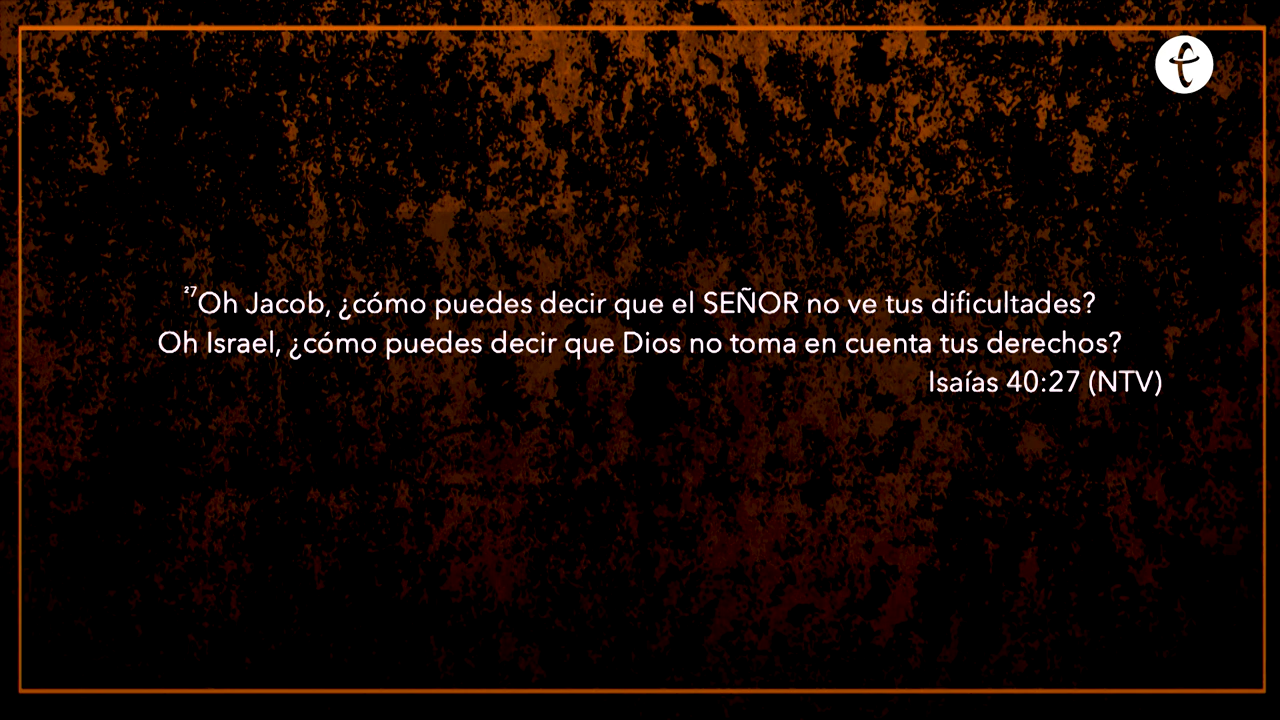 ²⁷Oh Jacob, ¿cómo puedes decir que el SEÑOR no ve tus dificultades?
Oh Israel, ¿cómo puedes decir que Dios no toma en cuenta tus derechos?
Isaías 40:27 (NTV)